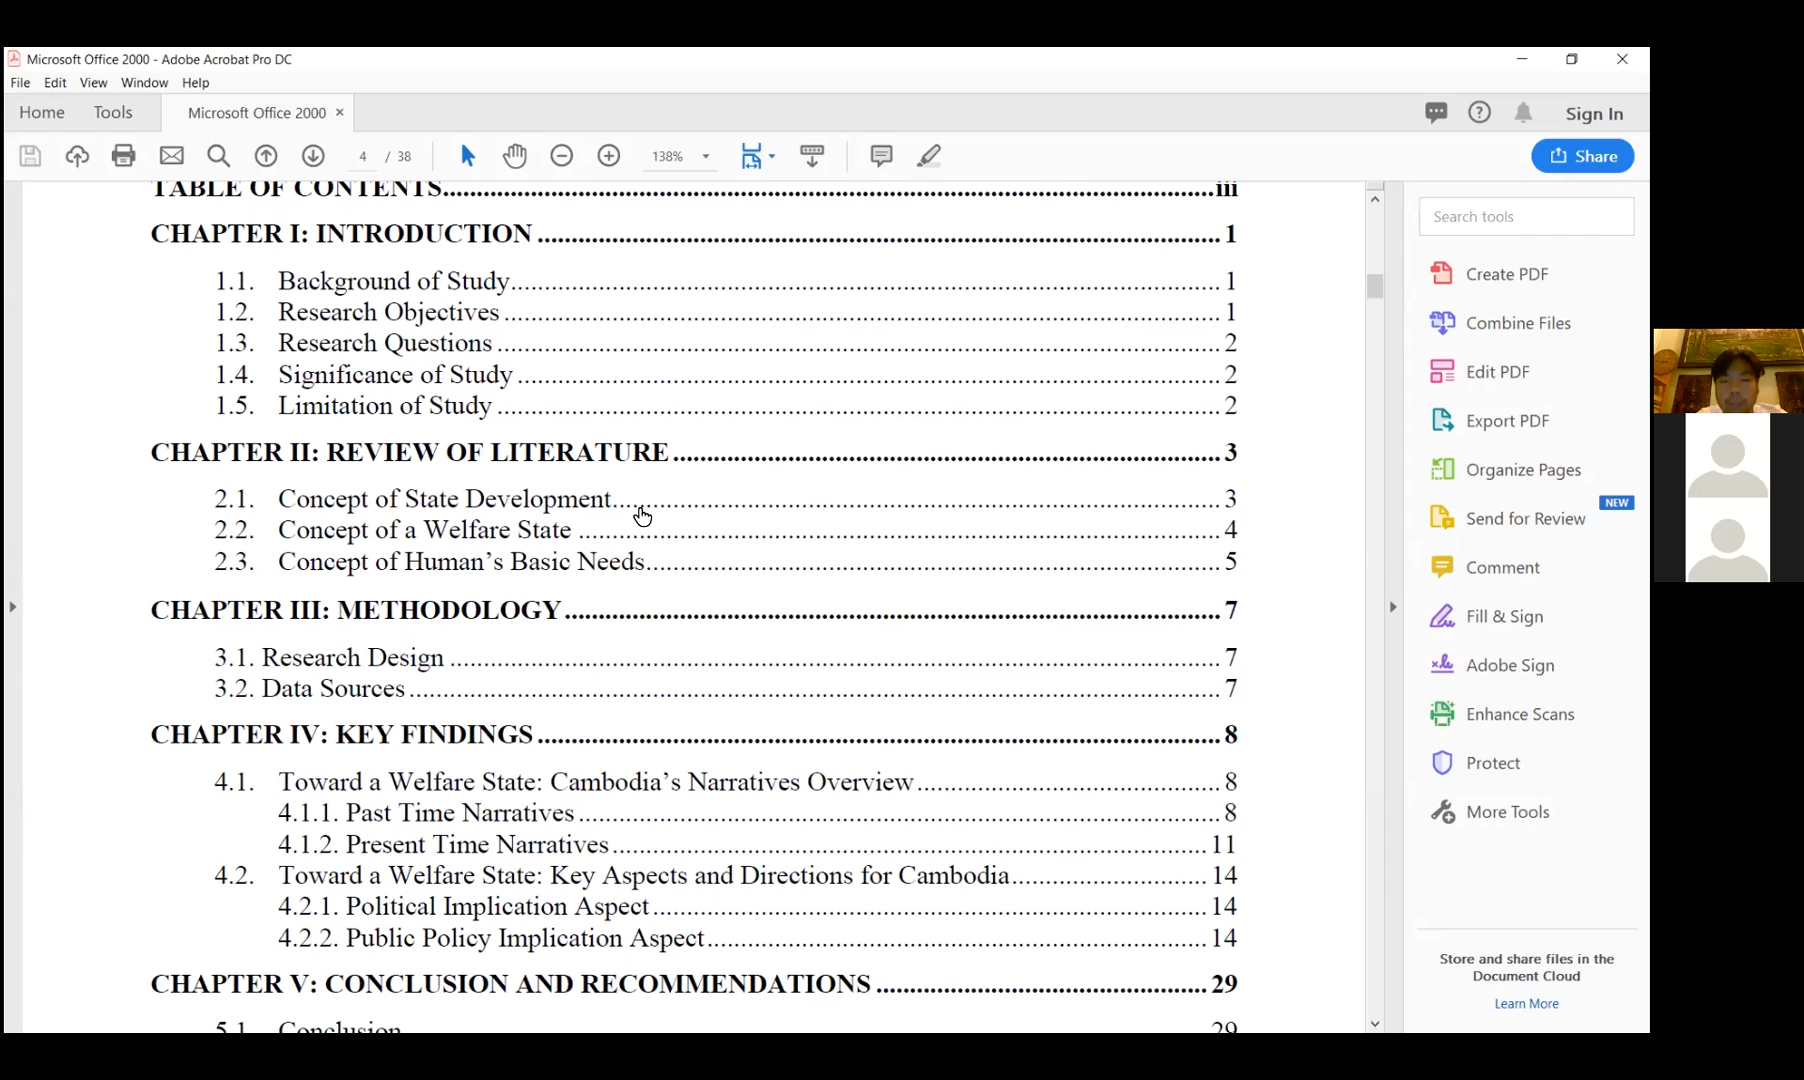 Microsoft Office 2000 - Adobe Acrobat Pro DC
File Edit View Window Help
Home Tools Microsoft Office 2000 × Sign In
4 / 38 138% Share
TABLE OF CONTENTS iii
CHAPTER I: INTRODUCTION 1
1.1. Background of Study 1
1.2. Research Objectives 1
1.3. Research Questions 2
1.4. Significance of Study 2
1.5. Limitation of Study 2
CHAPTER II: REVIEW OF LITERATURE 3
2.1. Concept of State Development 3
2.2. Concept of a Welfare State 4
2.3. Concept of Human’s Basic Needs 5
CHAPTER III: METHODOLOGY 7
3.1. Research Design 7
3.2. Data Sources 7
CHAPTER IV: KEY FINDINGS 8
4.1. Toward a Welfare State: Cambodia’s Narratives Overview 8
4.1.1. Past Time Narratives 8
4.1.2. Present Time Narratives 11
4.2. Toward a Welfare State: Key Aspects and Directions for Cambodia 14
4.2.1. Political Implication Aspect 14
4.2.2. Public Policy Implication Aspect 14
CHAPTER V: CONCLUSION AND RECOMMENDATIONS 29
5.1. Conclusion 29
Search tools
Create PDF
Combine Files
Edit PDF
Export PDF
Organize Pages
NEW
Send for Review
Comment
Fill & Sign
Adobe Sign
Enhance Scans
Protect
More Tools
Store and share files in the
Document Cloud
Learn More